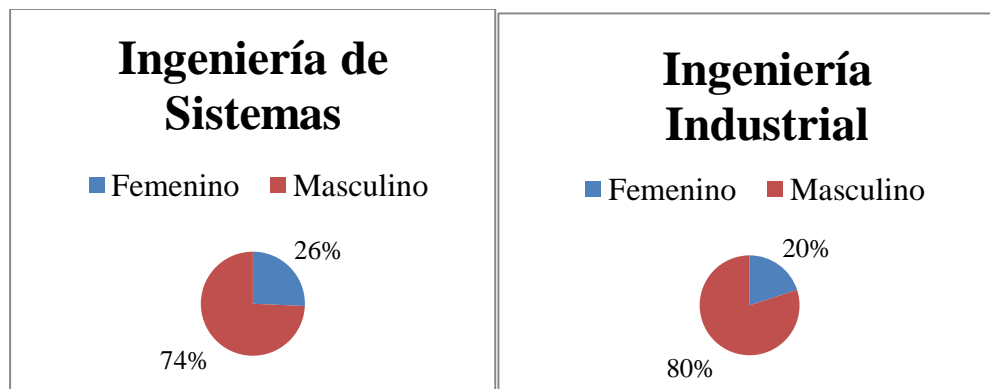 Ingeniería de
Sistemas
Femenino Masculino
26%
74%
Ingeniería
Industrial
Femenino Masculino
20%
80%